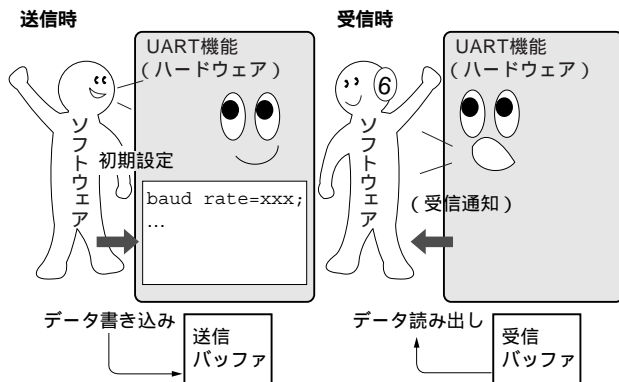 送信時
UART機能
(ハードウェア)
ソフトウェア
初期設定
baud rate=xxx;
...
データ書き込み
送信
バッファ
受信時
UART機能
(ハードウェア)
6
ソフトウェア
(受信通知)
データ読み出し
受信
バッファ